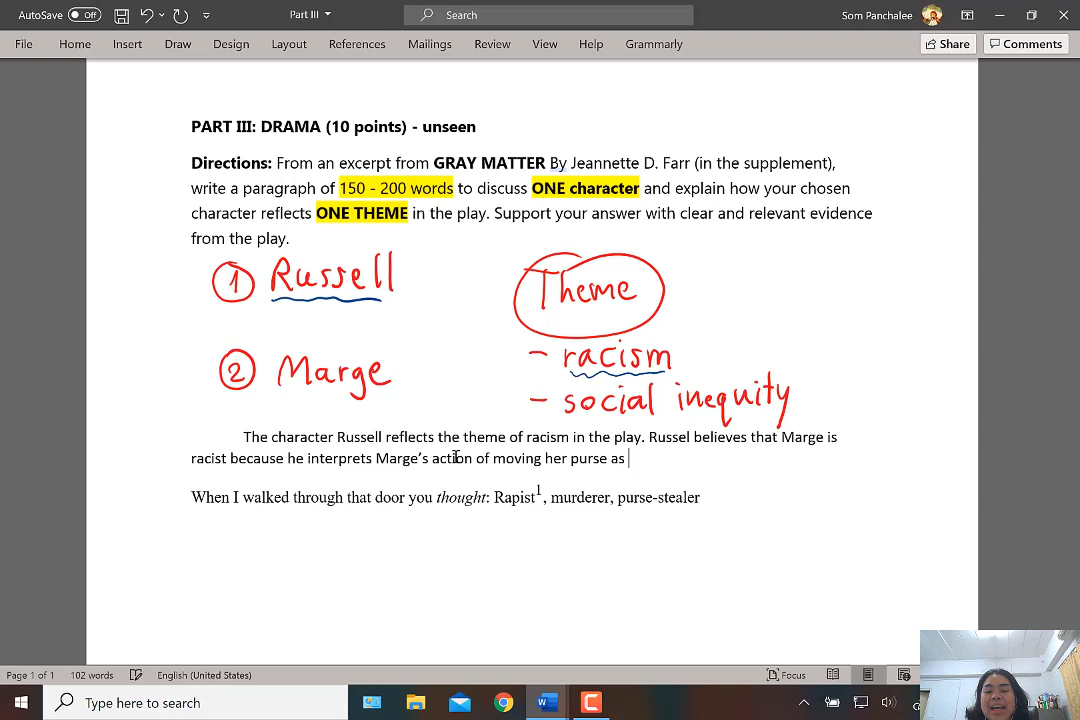 AutoSave Off
Part III
Search
Som Panchalee
File Home Insert Draw Design Layout References Mailings Review View Help Grammarly
Share Comments
PART III: DRAMA (10 points) - unseen
Directions: From an excerpt from GRAY MATTER By Jeannette D. Farr (in the supplement),
write a paragraph of 150 - 200 words to discuss ONE character and explain how your chosen
character reflects ONE THEME in the play. Support your answer with clear and relevant evidence
from the play.
1 Russell
Theme
2 Marge
- racism
- social inequity
The character Russell reflects the theme of racism in the play. Russel believes that Marge is
racist because he interprets Marge's action of moving her purse as
When I walked through that door you thought: Rapist1, murderer, purse-stealer
Page 1 of 1 102 words English (United States) Focus
Type here to search